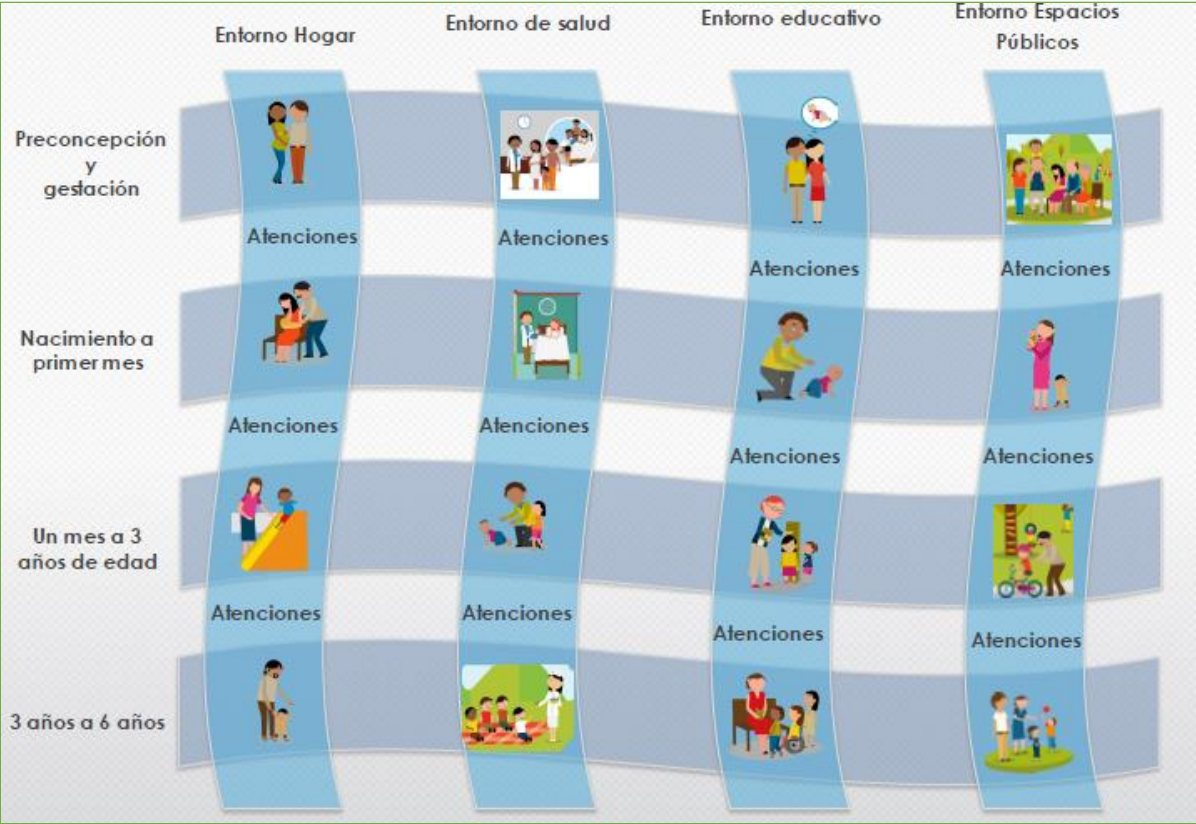 Entorno Hogar
Entorno de salud
Entorno educativo
Entorno Espacios
Públicos
Preconcepción
y
gestación
Atenciones
Atenciones
Atenciones
Atenciones
Nacimiento a
primer mes
Atenciones
Atenciones
Atenciones
Atenciones
Un mes a 3
años de edad
Atenciones
Atenciones
Atenciones
Atenciones
3 años a 6 años